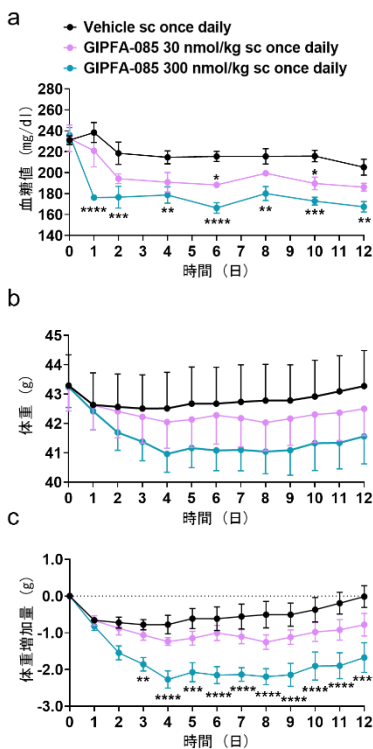 a
Vehicle sc once daily
GIPFA-085 30 nmol/kg sc once daily
GIPFA-085 300 nmol/kg sc once daily
血糖値 (mg/dl)
280
260
240
220
200
180
160
140
* *
**** *** ** **** ** *** **
0 1 2 3 4 5 6 7 8 9 10 11 12
時間（日）
b
体重（g）
45
44
43
42
41
40
0 1 2 3 4 5 6 7 8 9 10 11 12
時間（日）
c
体重増加量（g）
1.0
0.0
-1.0
-2.0
-3.0
** **** *** **** **** **** **** **** **** ***
0 1 2 3 4 5 6 7 8 9 10 11 12
時間（日）